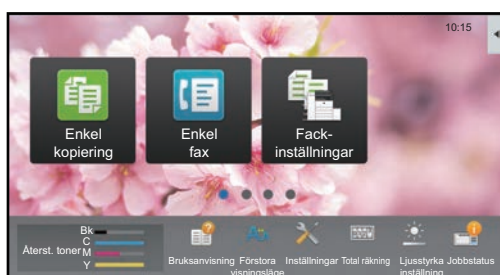 10:15
Enkel
kopiering
Enkel
fax
Fack-
inställningar
Återst. toner
Bk
C
M
Y
Bruksanvisning
Förstora
visningsläge
Inställningar
Total räkning
Ljusstyrka
inställning
Jobbstatus